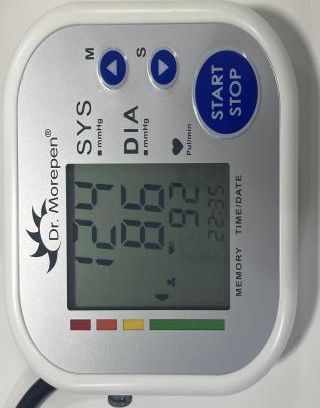 Dr. Morepen®
SYS
mmHg
DIA
mmHg
Pul/min
M
S
START
STOP
124
86
92
22:35
MEMORY TIME/DATE